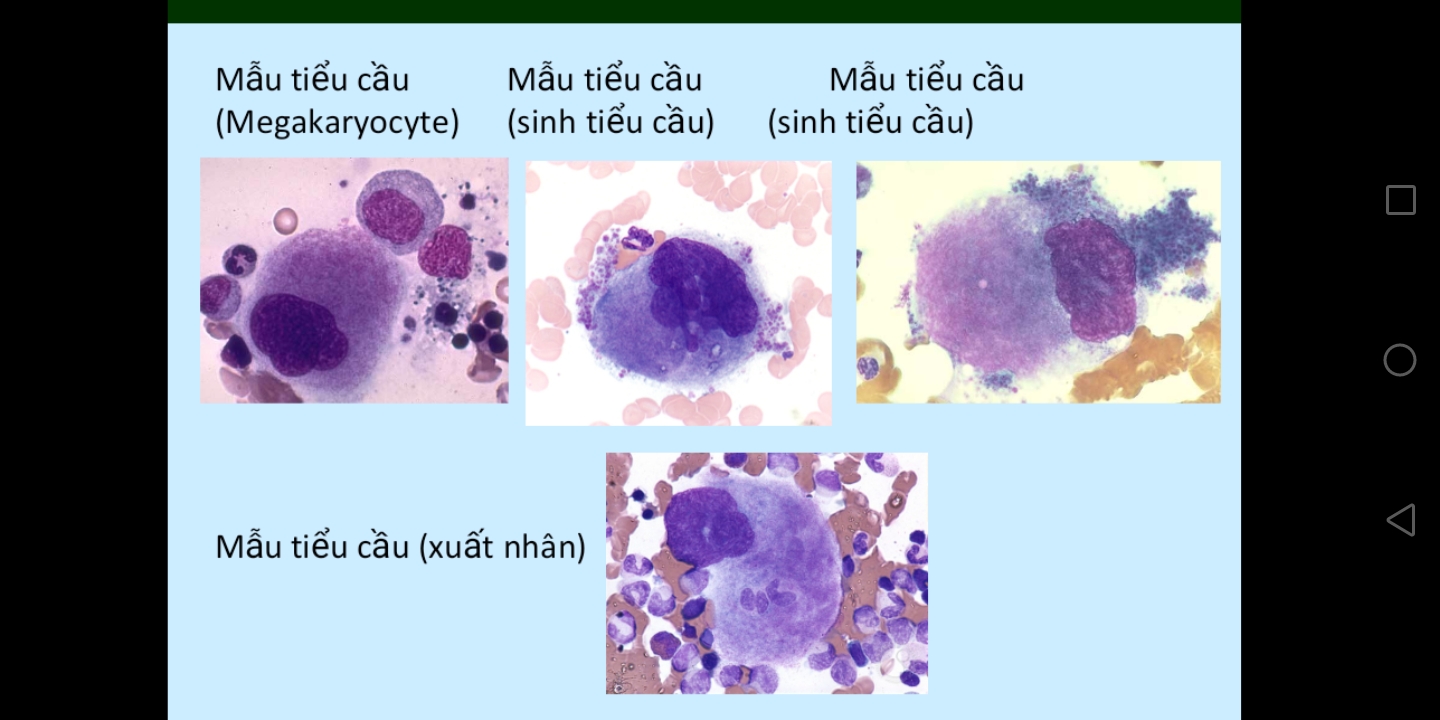 Mẫu tiểu cầu Mẫu tiểu cầu Mẫu tiểu cầu
(Megakaryocyte) (sinh tiểu cầu) (sinh tiểu cầu)
Mẫu tiểu cầu (xuất nhân)